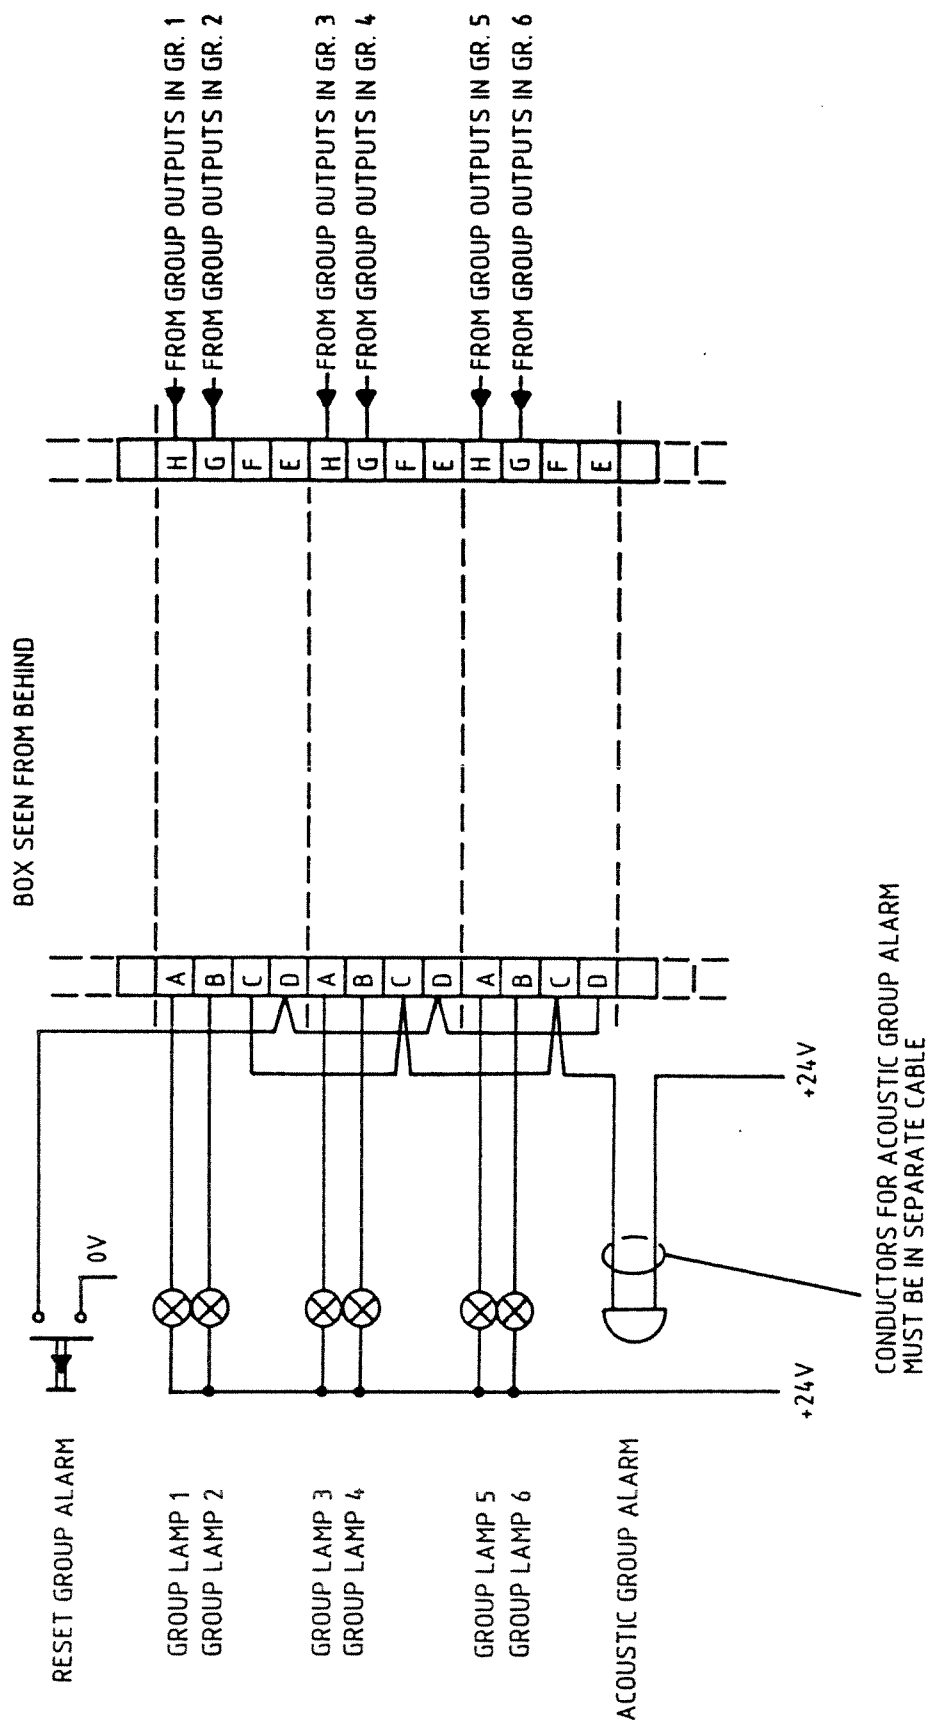 BOX SEEN FROM BEHIND
RESET GROUP ALARM
0V
GROUP LAMP 1
A
H
FROM GROUP OUTPUTS IN GR. 1
GROUP LAMP 2
B
G
FROM GROUP OUTPUTS IN GR. 2
C
F
D
E
GROUP LAMP 3
A
H
FROM GROUP OUTPUTS IN GR. 3
GROUP LAMP 4
B
G
FROM GROUP OUTPUTS IN GR. 4
C
F
D
E
GROUP LAMP 5
A
H
FROM GROUP OUTPUTS IN GR. 5
GROUP LAMP 6
B
G
FROM GROUP OUTPUTS IN GR. 6
C
F
D
E
ACOUSTIC GROUP ALARM
+24V
+24V
CONDUCTORS FOR ACOUSTIC GROUP ALARM
MUST BE IN SEPARATE CABLE